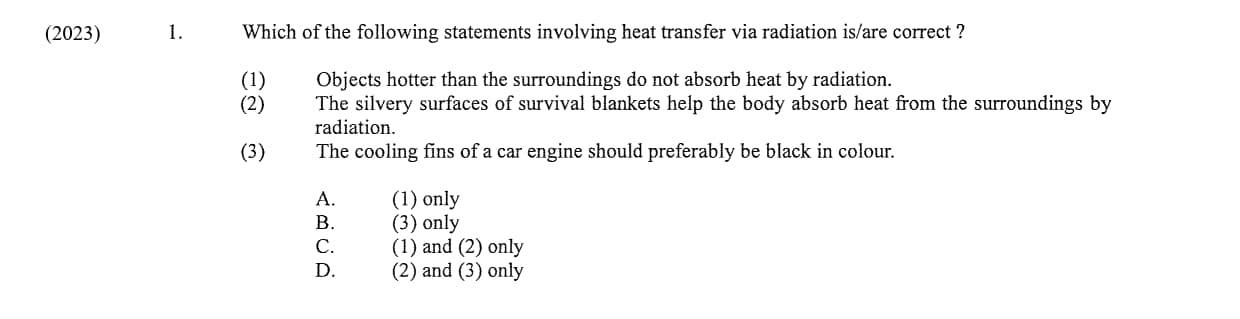 (2023) 1. Which of the following statements involving heat transfer via radiation is/are correct ?
(1) Objects hotter than the surroundings do not absorb heat by radiation.
(2) The silvery surfaces of survival blankets help the body absorb heat from the surroundings by
radiation.
(3) The cooling fins of a car engine should preferably be black in colour.
A. (1) only
B. (3) only
C. (1) and (2) only
D. (2) and (3) only